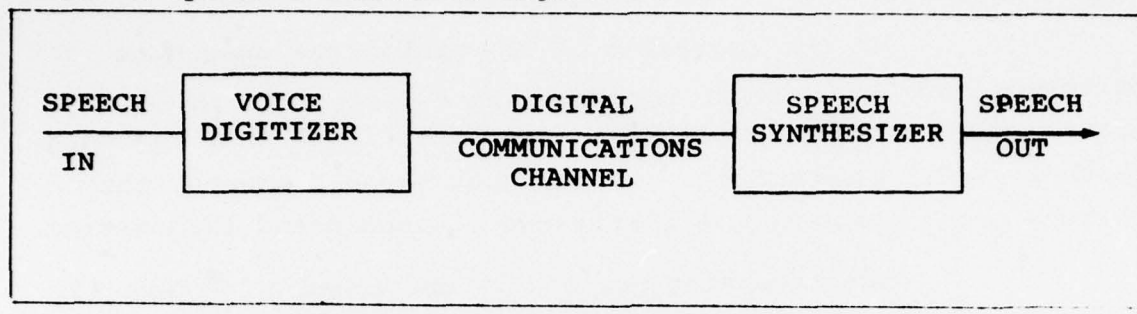 SPEECH
IN
VOICE
DIGITIZER
DIGITAL
COMMUNICATIONS
CHANNEL
SPEECH
SYNTHESIZER
SPEECH
OUT